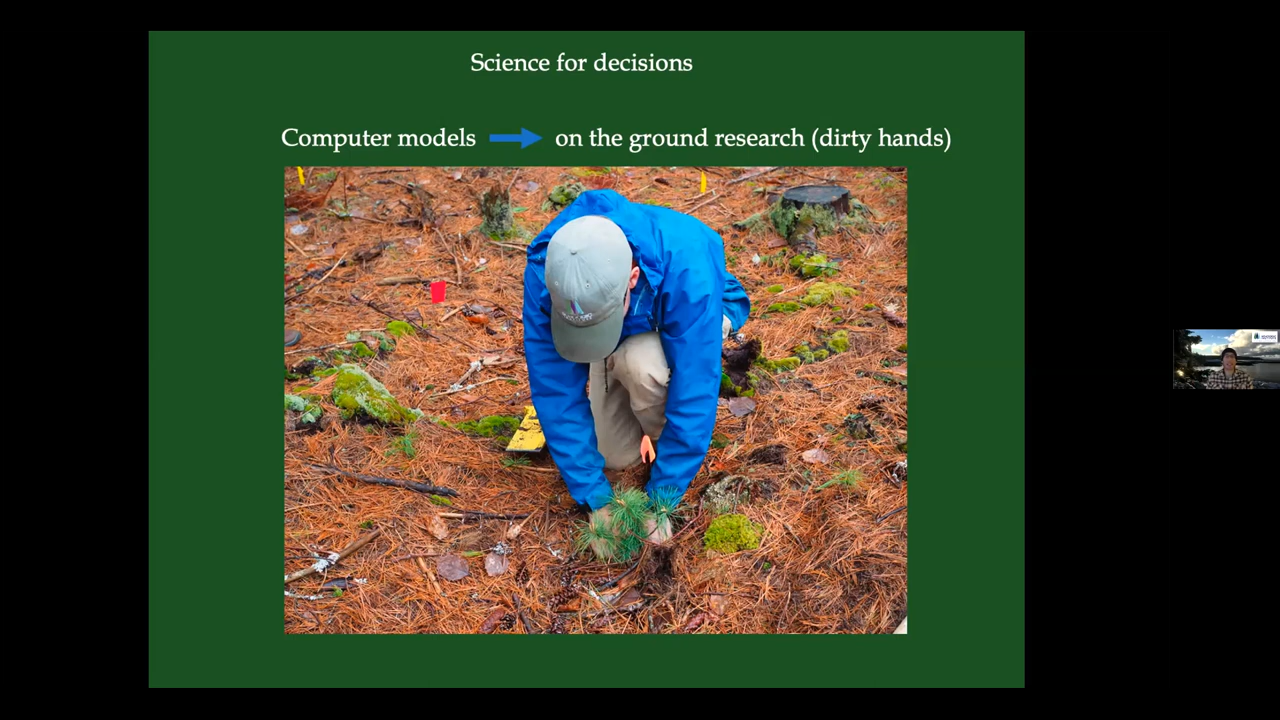 Science for decisions
Computer models on the ground research (dirty hands)